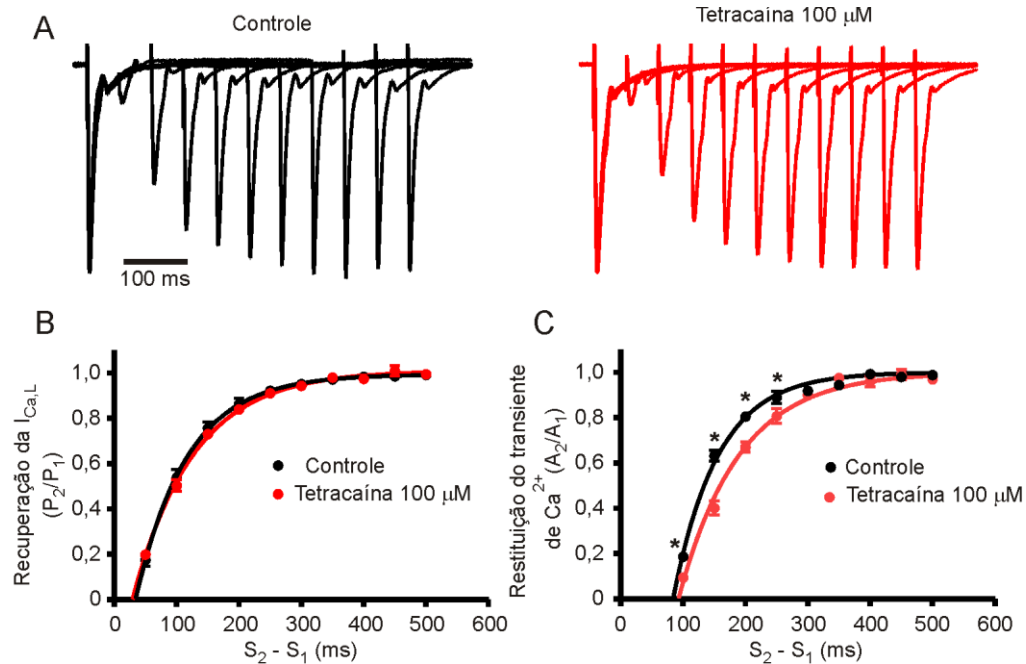 A
Controle
Tetracaína 100 μM
100 ms
B
Recuperação da I_Ca,L
(P2/P1)
1,0
0,8
0,6
0,4
0,2
0
Controle
Tetracaína 100 μM
0 100 200 300 400 500 600
S2 - S1 (ms)
C
Restituição do transiente
de Ca 2+ (A2/A1)
1,0
0,8
0,6
0,4
0,2
0
* * * *
Controle
Tetracaína 100 μM
0 100 200 300 400 500 600
S2 - S1 (ms)